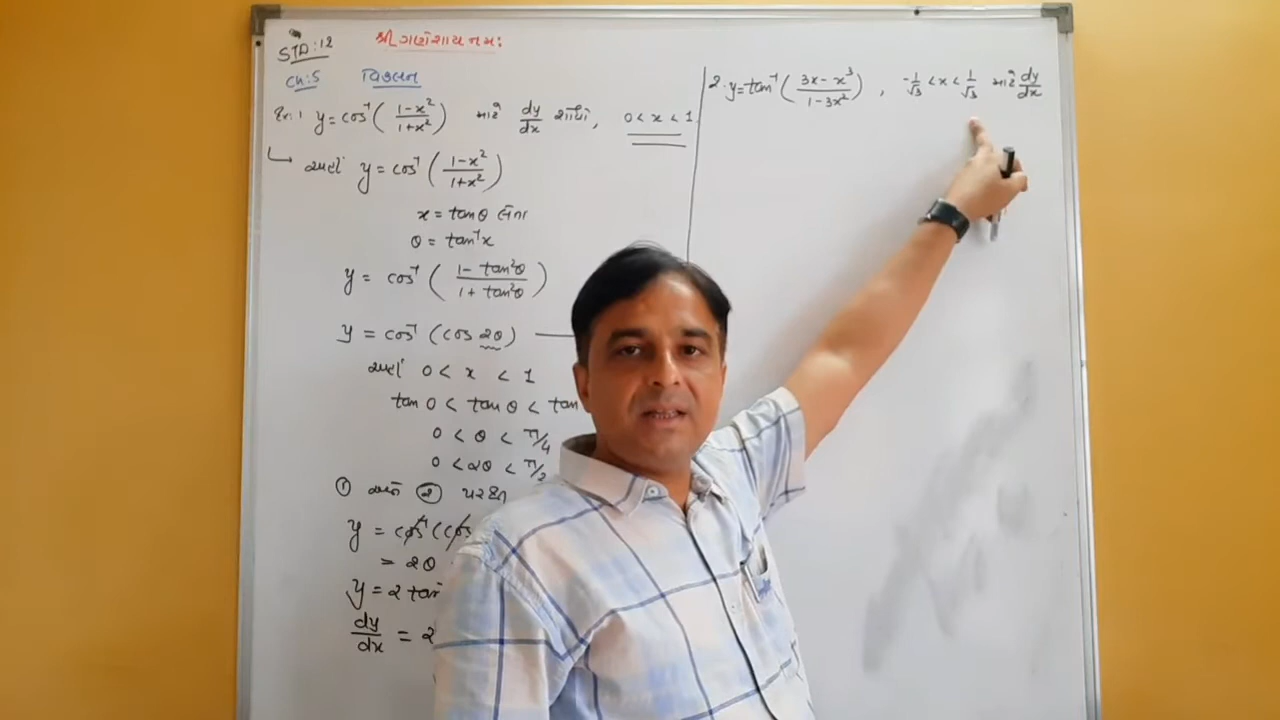 શ્રી ગણેશાય નમઃ
STD:12
Ch:5 વિકલન
Ex:1 y = cos⁻¹ ( (1-x²) / (1+x²) ) માટે dy/dx શોધો, 0 < x < 1
અહીં y = cos⁻¹ ( (1-x²) / (1+x²) )
x = tanθ લેતા
θ = tan⁻¹x
y = cos⁻¹ ( (1 - tan²θ) / (1 + tan²θ) )
y = cos⁻¹ (cos 2θ)
અહીં 0 < x < 1
tan 0 < tan θ < tan
0 < θ < π/4
0 < 2θ < π/2
① અને ② પરથી
y = cos⁻¹ (cos
= 2θ
y = 2 tan⁻¹
dy/dx = 2
2. y = tan⁻¹ ( (3x - x³) / (1 - 3x²) ) , -1/√3 < x < 1/√3 માટે dy/dx